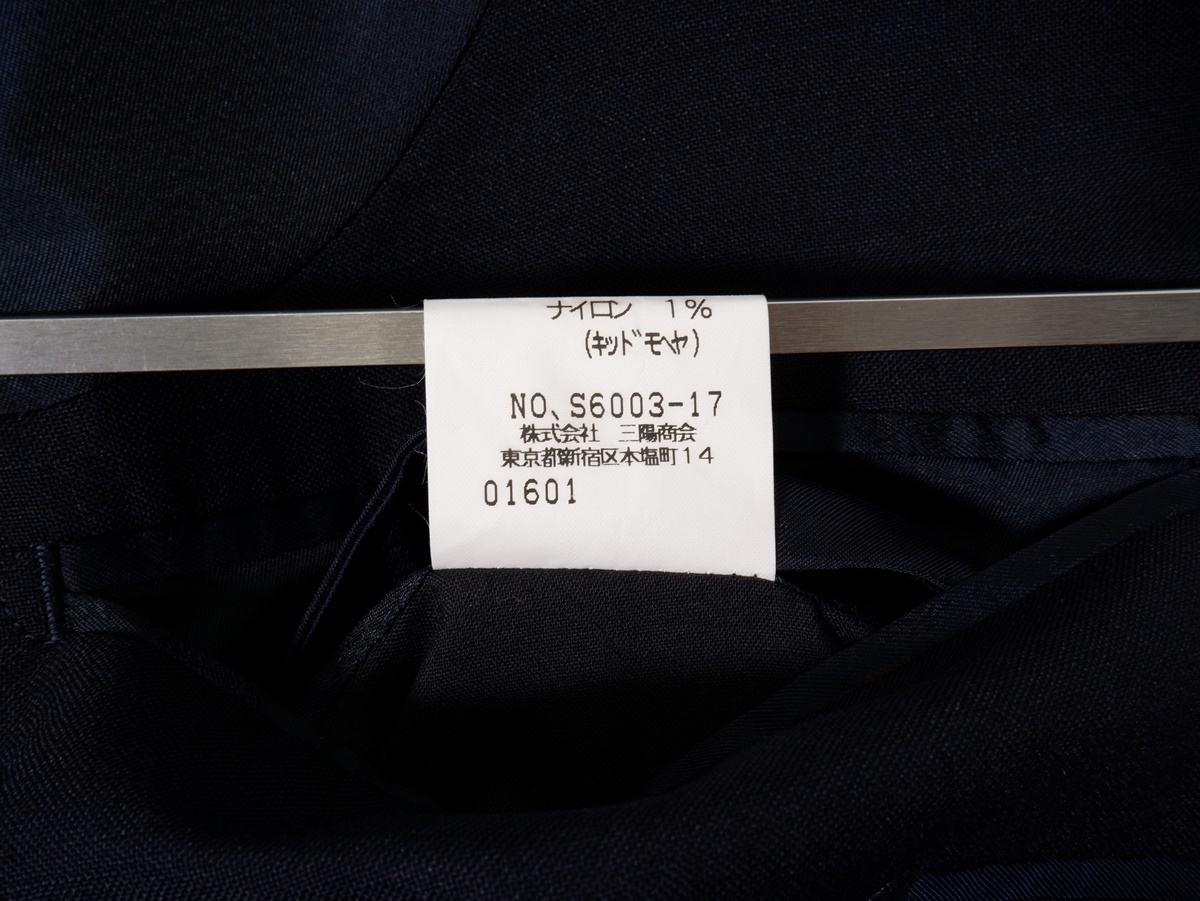 ナイロン 1%
(ｷｯﾄﾞﾓﾍﾔ)
NO、S6003-17
株式会社 三陽商会
東京都新宿区本塩町14
01601